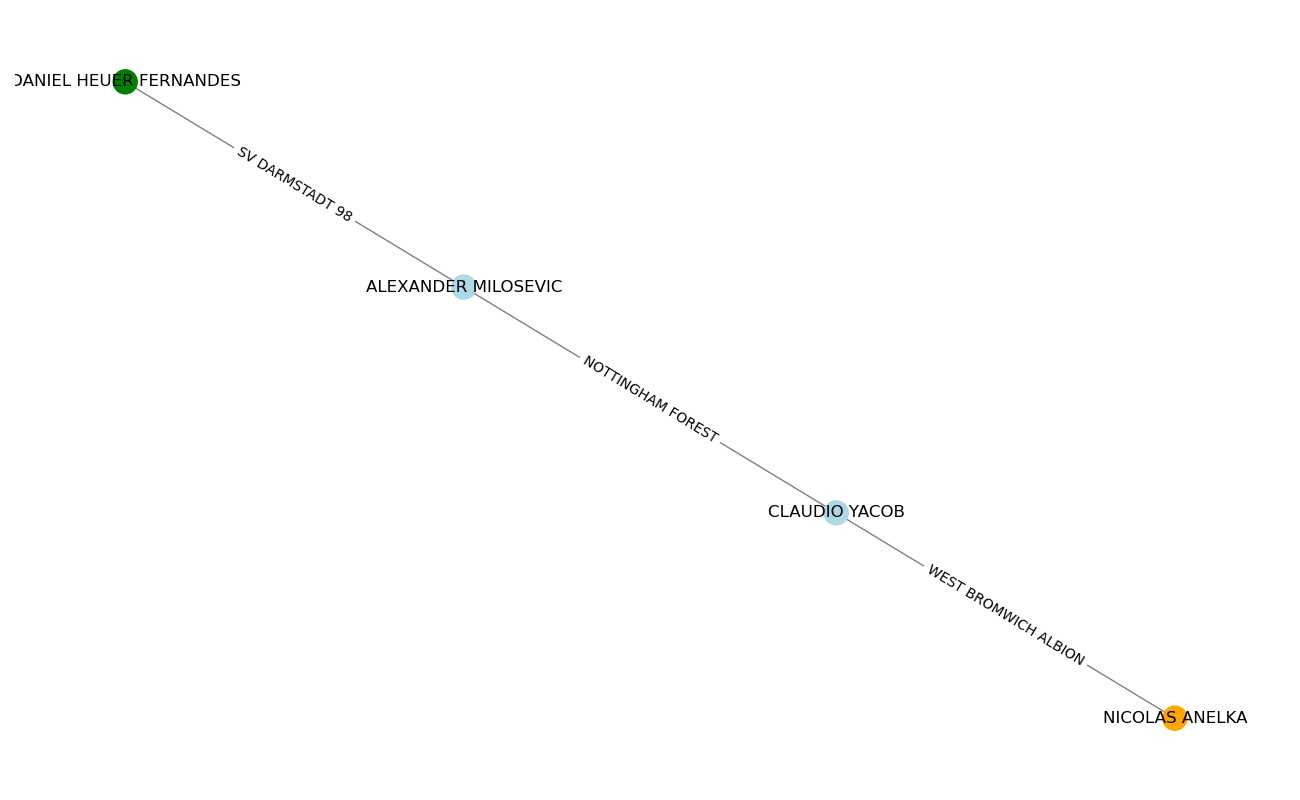 DANIEL HEUER FERNANDES
SV DARMSTADT 98
ALEXANDER MILOSEVIC
NOTTINGHAM FOREST
CLAUDIO YACOB
WEST BROMWICH ALBION
NICOLAS ANELKA